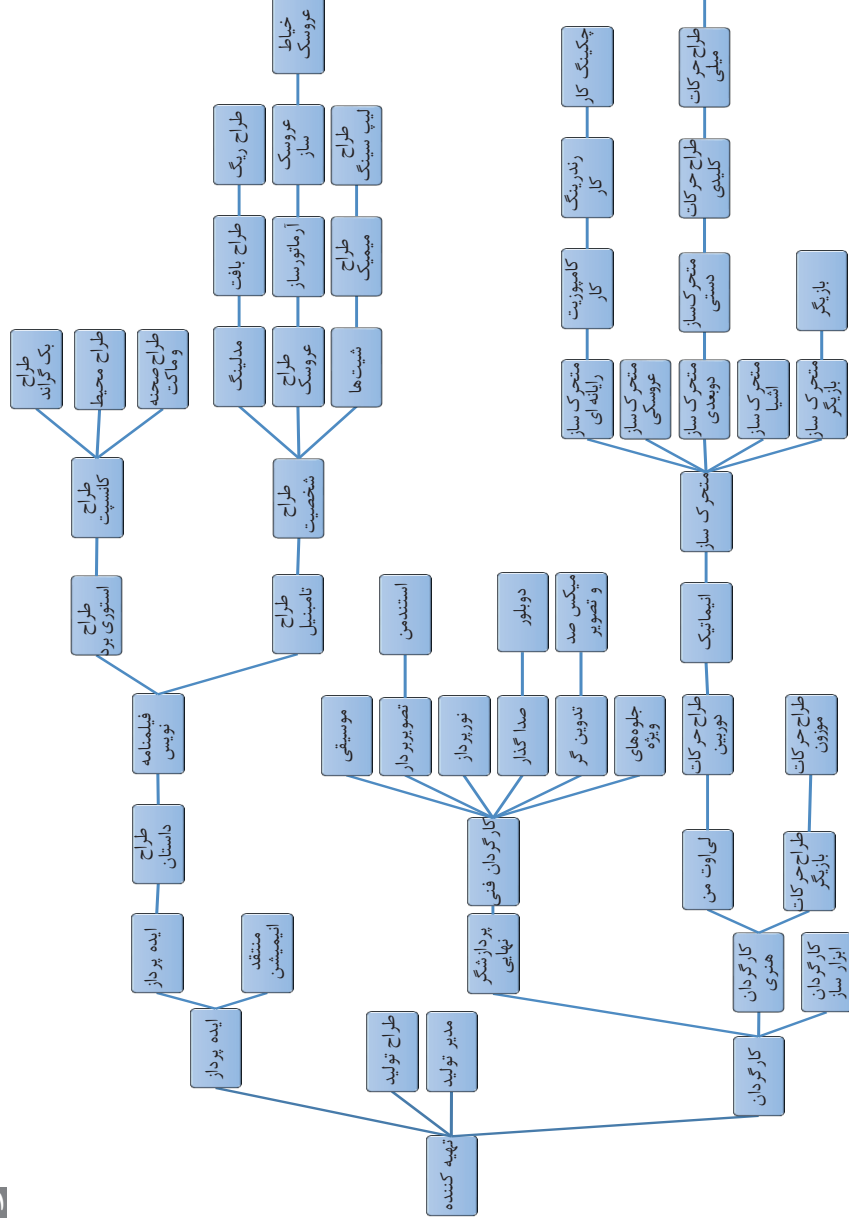 تهیه کننده
ایده پرداز
طراح تولید
مدیر تولید
کارگردان
ایده پرداز
منتقد
انیمیشن
طراح
داستان
فیلمنامه
نویس
طراح
استوری برد
طراح
کانسپت
طراح
بک گراند
طراح محیط
طراح صحنه
و ماکت
طراح
تامبنیل
طراح
شخصیت
مدلینگ
طراح بافت
طراح ریگ
طراح
عروسک
آرماتورساز
عروسک
ساز
خیاط
عروسک
شیت‌ها
طراح
میمیک
طراح
لیپ سینگ
پردازشگر
نهایی
کارگردان فنی
موسیقی
تصویربردار
استندمن
نورپرداز
صدا گذار
دوبلور
تدوین گر
میکس صد
و تصویر
جلوه‌های
ویژه
کارگردان
هنری
لی‌اوت من
طراح حرکات
دوربین
انیماتیک
متحرک ساز
متحرک ساز
رایانه ای
کامپوزیت
کار
رندرینگ
کار
چکینگ کار
متحرک ساز
عروسکی
متحرک ساز
دوبعدی
متحرک‌ساز
دستی
طراح حرکات
کلیدی
طراح حرکات
میلی
متحرک ساز
اشیا
متحرک ساز
بازیگر
بازیگر
طراح حرکات
بازیگر
طراح حرکات
موزون
کارگردان
ابزار ساز